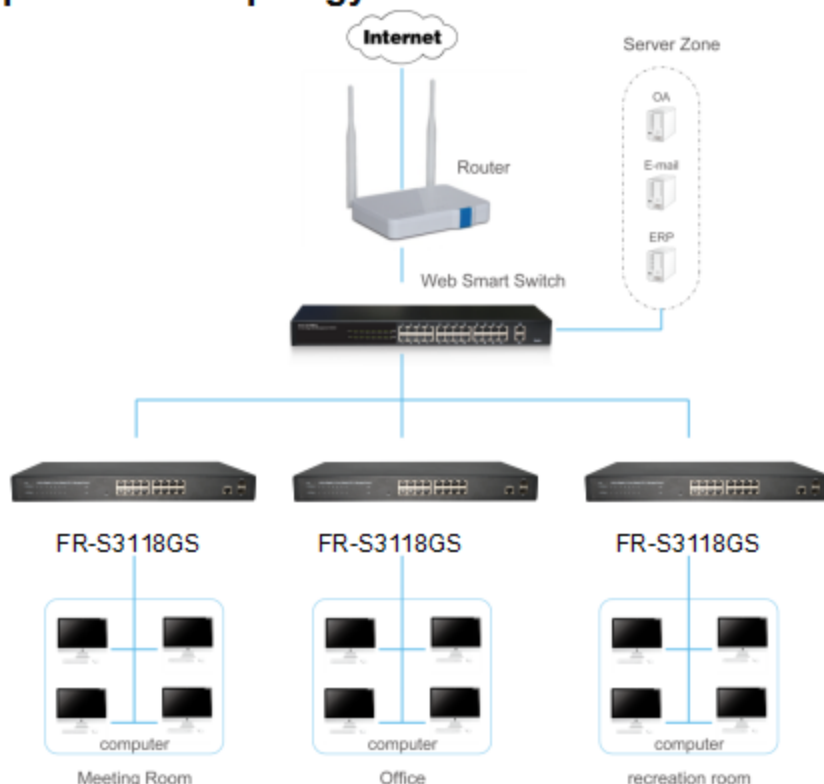 Internet
Server Zone
OA
Router
E-mail
ERP
Web Smart Switch
FR-S3118GS
FR-S3118GS
FR-S3118GS
computer
computer
computer
Meeting Room
Office
recreation room